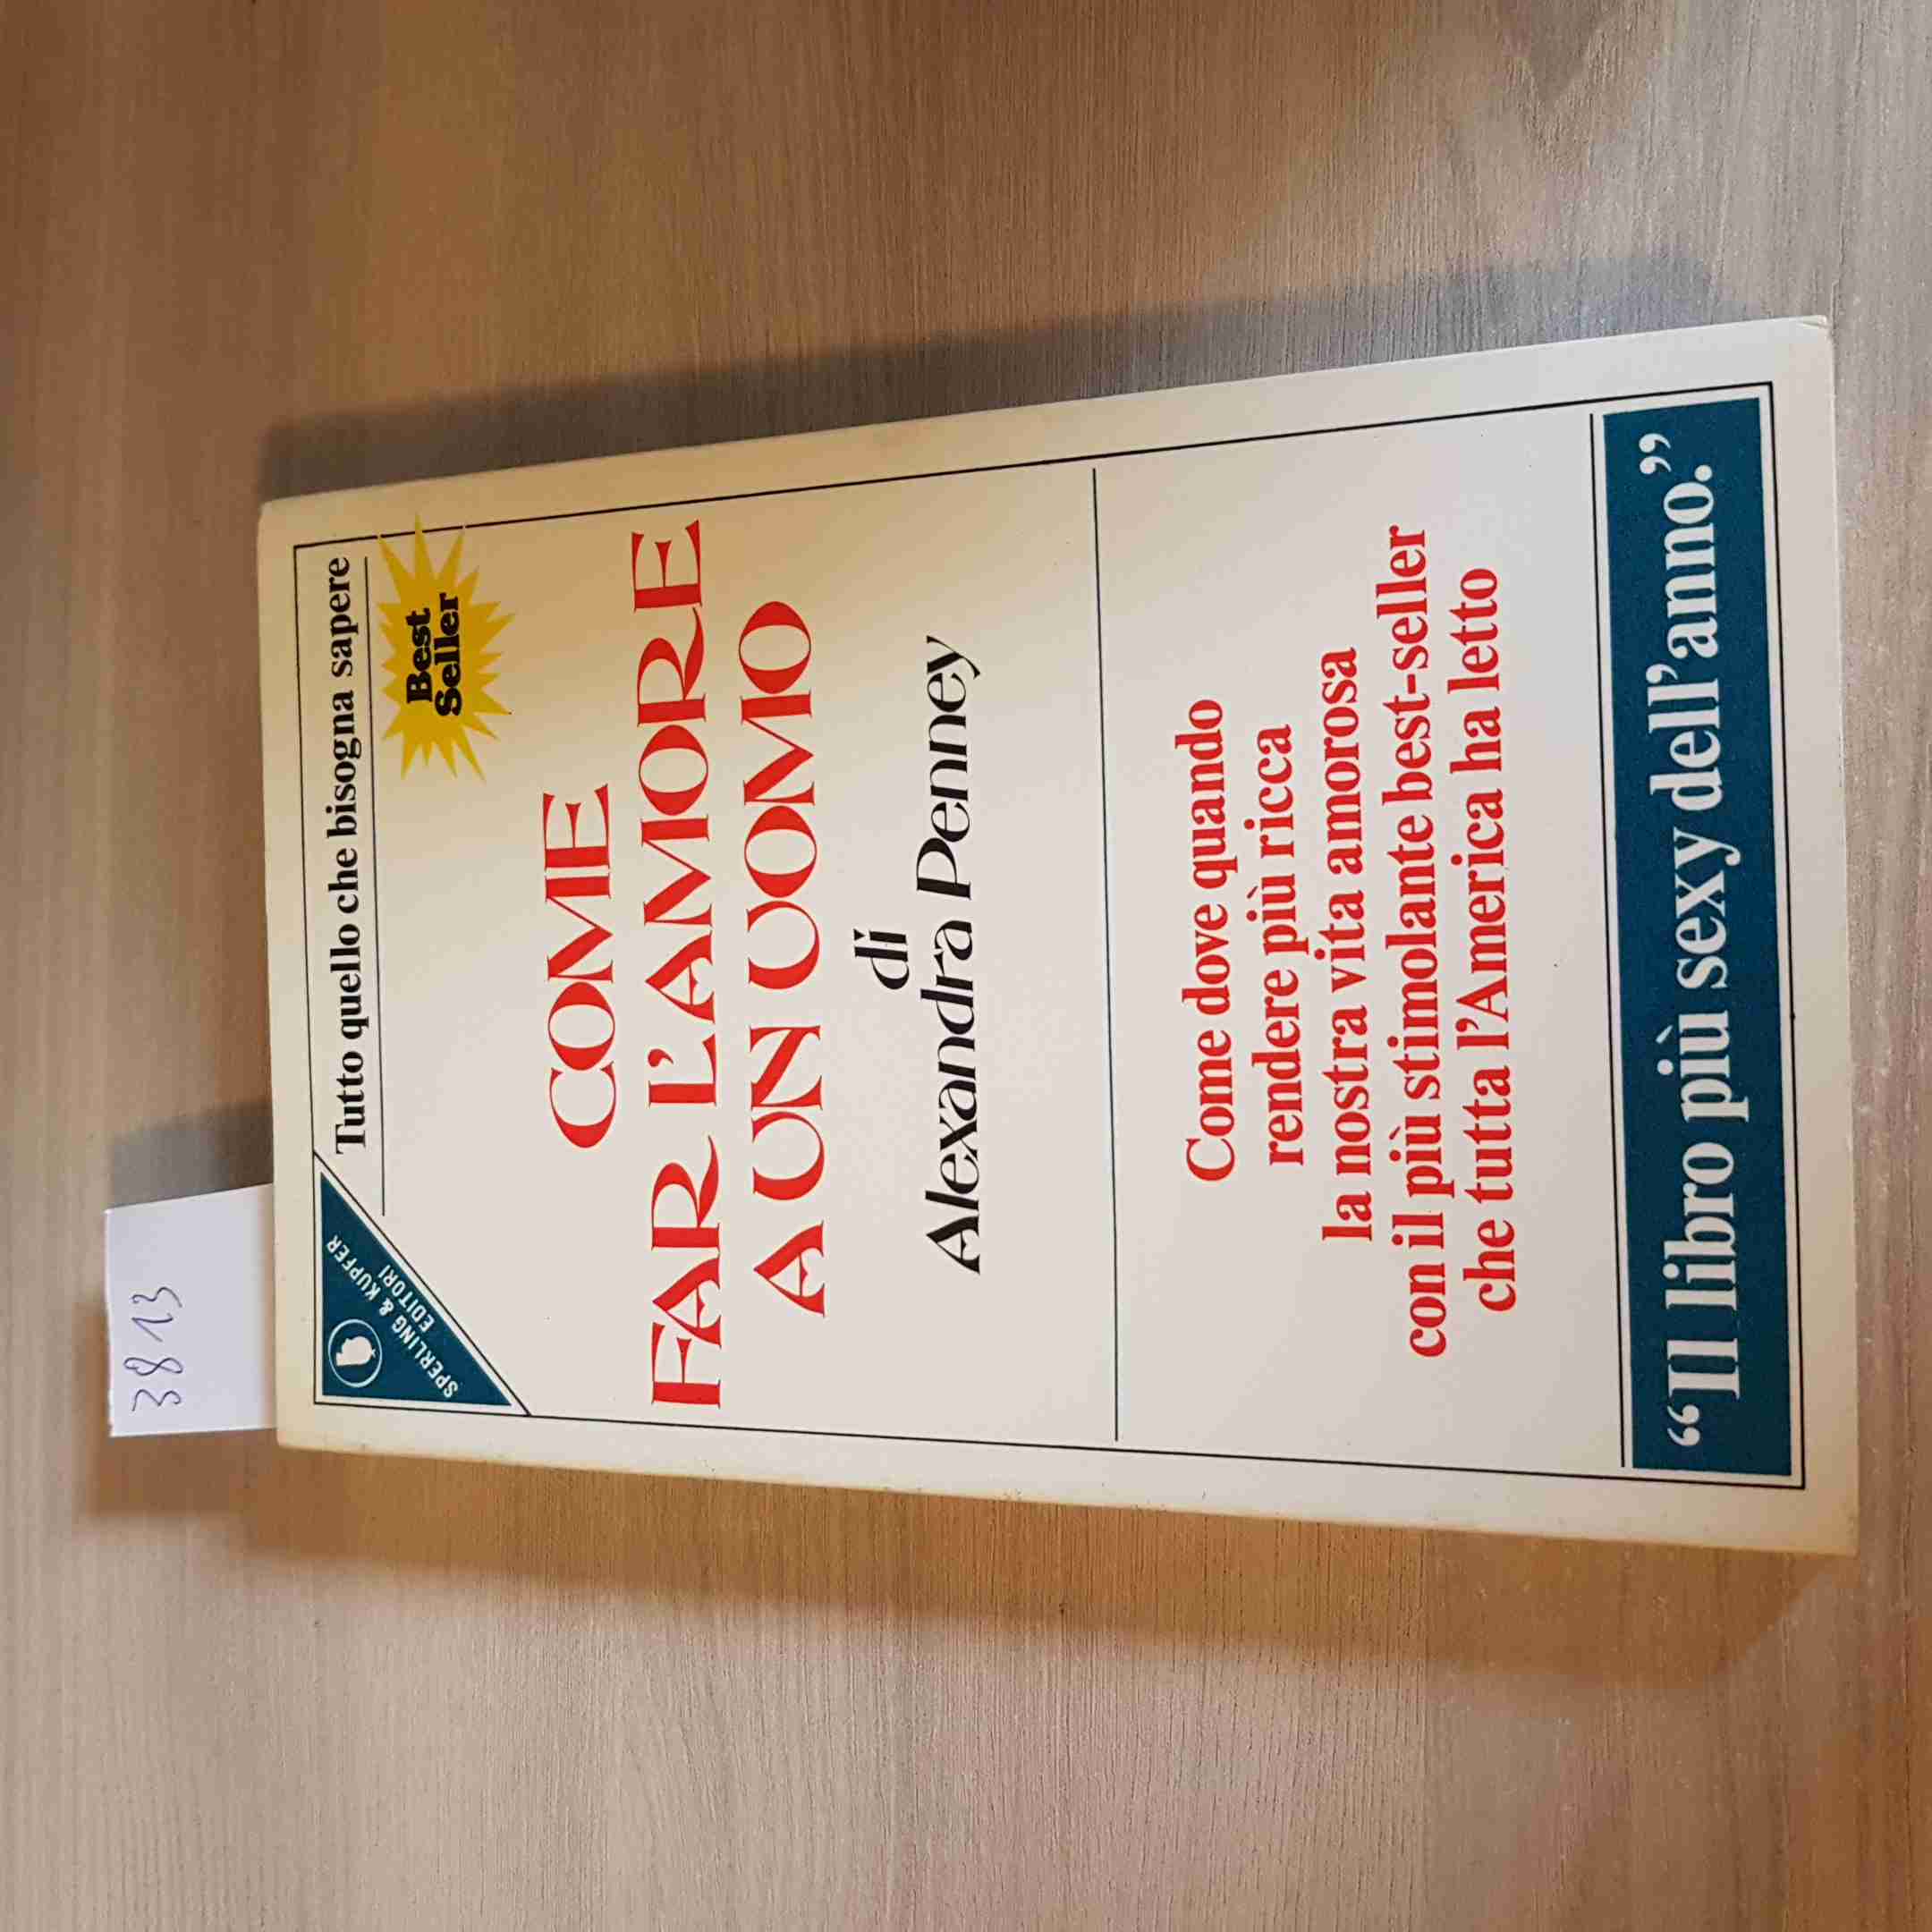 3813
SPERLING & KUPFER
EDITORI
Tutto quello che bisogna sapere
Best
Seller
COME
FAR L'AMORE
A UN UOMO
di
Alexandra Penney
Come dove quando
rendere più ricca
la nostra vita amorosa
con il più stimolante best-seller
che tutta l'America ha letto
“Il libro più sexy dell'anno.”